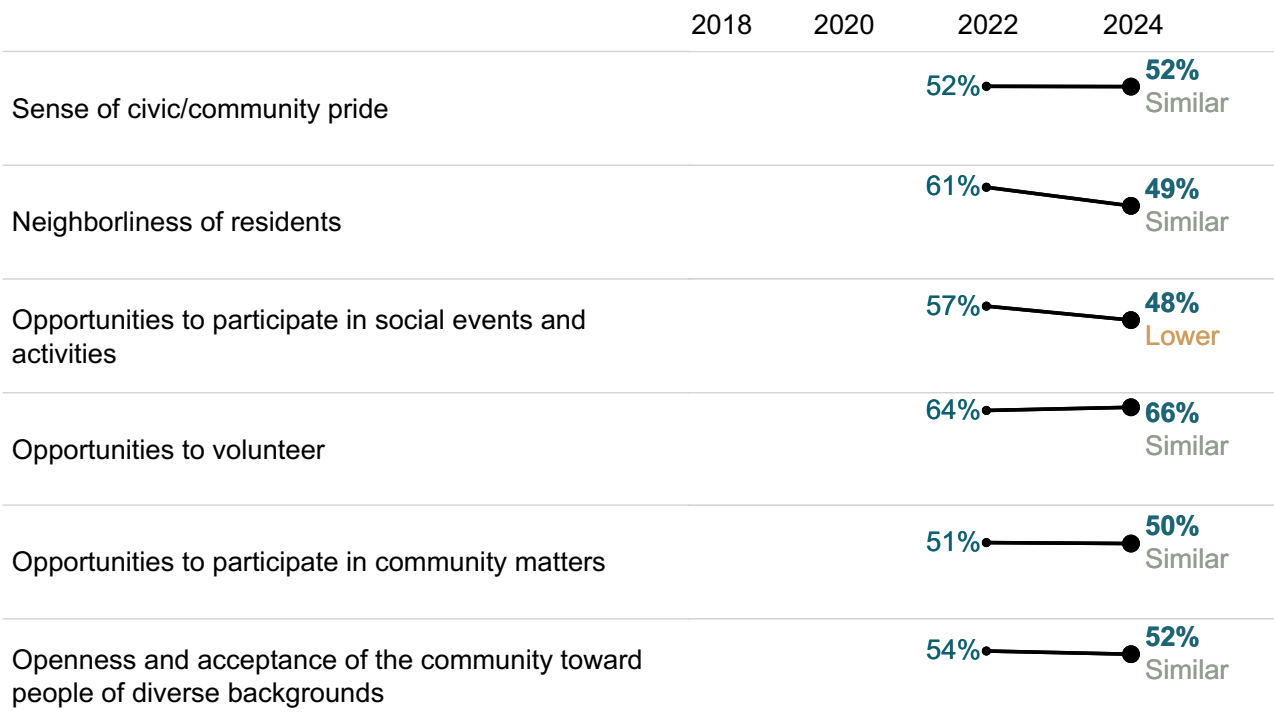 2018 2020 2022 2024
Sense of civic/community pride
52%
52%
Similar
Neighborliness of residents
61%
49%
Similar
Opportunities to participate in social events and
activities
57%
48%
Lower
Opportunities to volunteer
64%
66%
Similar
Opportunities to participate in community matters
51%
50%
Similar
Openness and acceptance of the community toward
people of diverse backgrounds
54%
52%
Similar